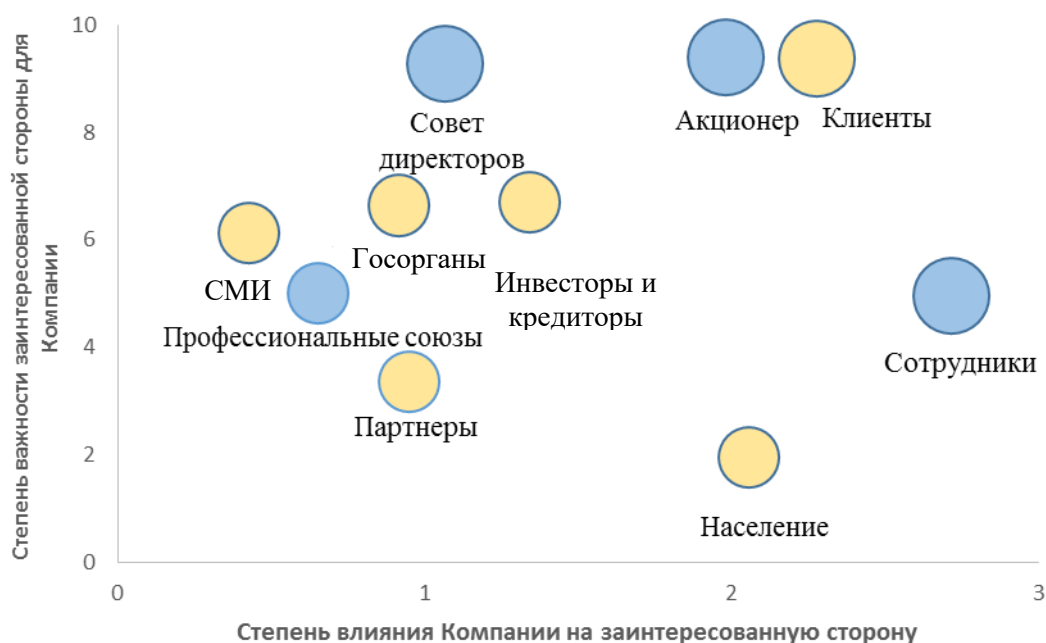 Степень важности заинтересованной стороны для
Компании
10
8
6
4
2
0
Совет
директоров
Акционер
Клиенты
СМИ
Госорганы
Инвесторы и
кредиторы
Профессиональные союзы
Сотрудники
Партнеры
Население
0
1
2
3
Степень влияния Компании на заинтересованную сторону